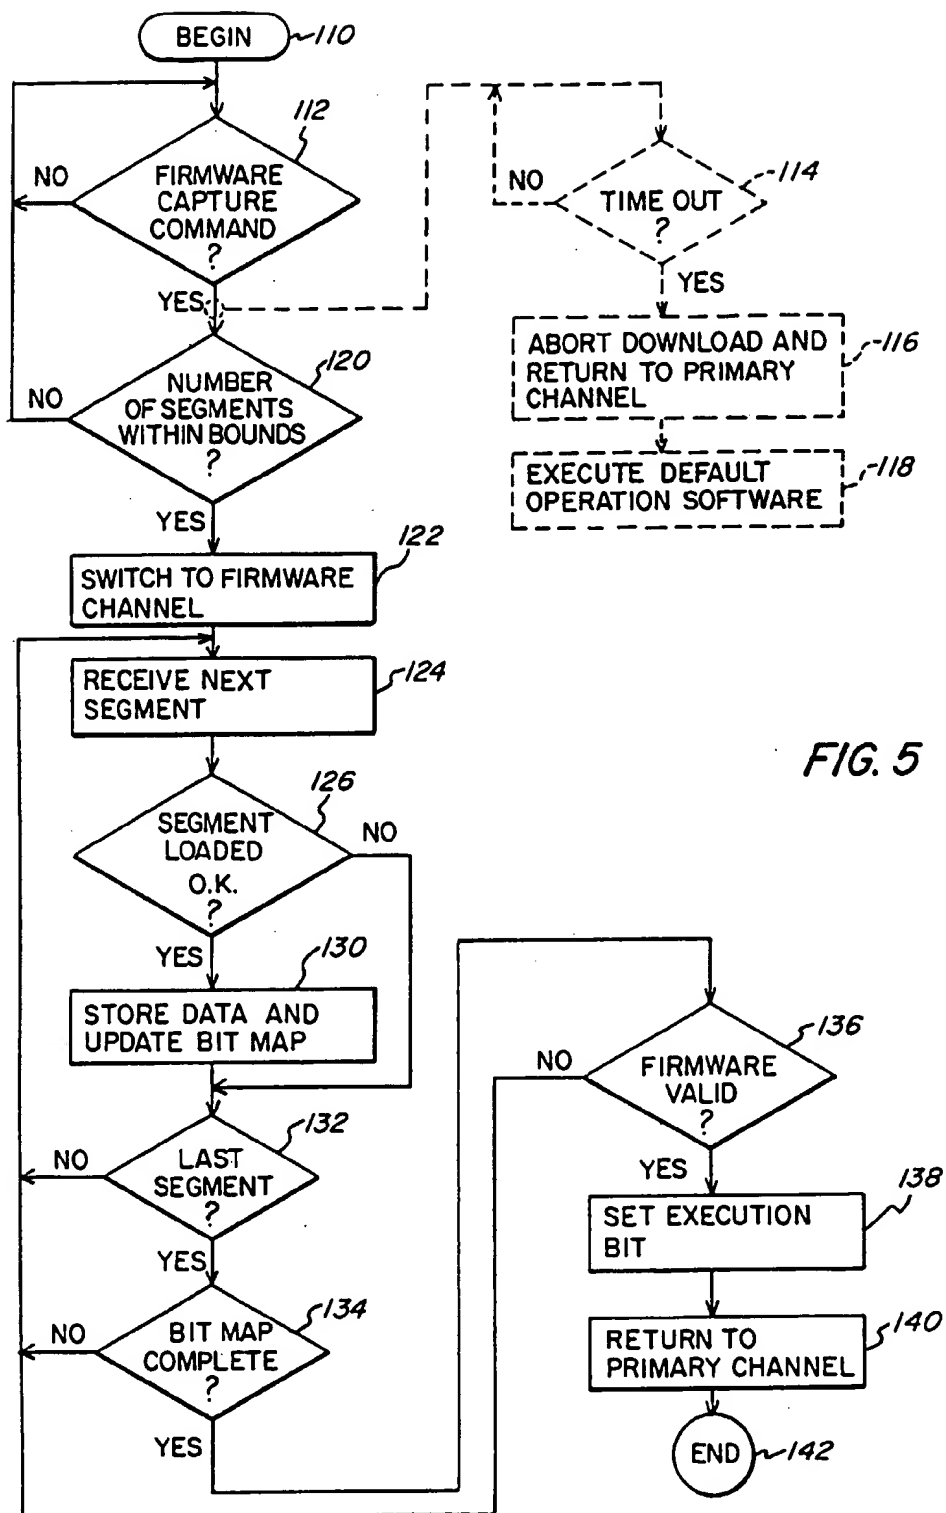 BEGIN
110
112
FIRMWARE
CAPTURE
COMMAND
?
NO
YES
TIME OUT
?
114
NO
YES
ABORT DOWNLOAD AND
RETURN TO PRIMARY
CHANNEL
116
EXECUTE DEFAULT
OPERATION SOFTWARE
118
120
NUMBER
OF SEGMENTS
WITHIN BOUNDS
?
NO
YES
122
SWITCH TO FIRMWARE
CHANNEL
RECEIVE NEXT
SEGMENT
124
FIG. 5
126
SEGMENT
LOADED
O.K.
?
NO
YES
130
STORE DATA AND
UPDATE BIT MAP
132
LAST
SEGMENT
?
NO
YES
134
BIT MAP
COMPLETE
?
NO
YES
136
FIRMWARE
VALID
?
NO
YES
138
SET EXECUTION
BIT
140
RETURN TO
PRIMARY CHANNEL
END
142